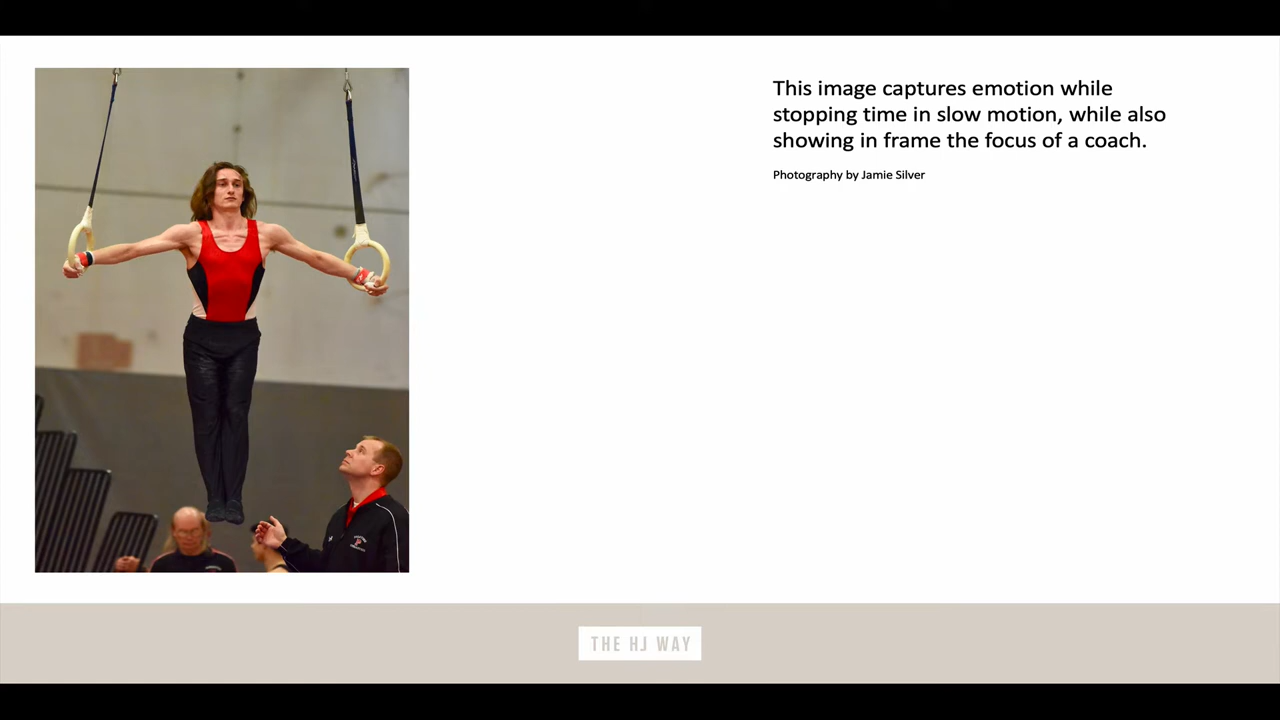 This image captures emotion while
stopping time in slow motion, while also
showing in frame the focus of a coach.
Photography by Jamie Silver
THE HJ WAY